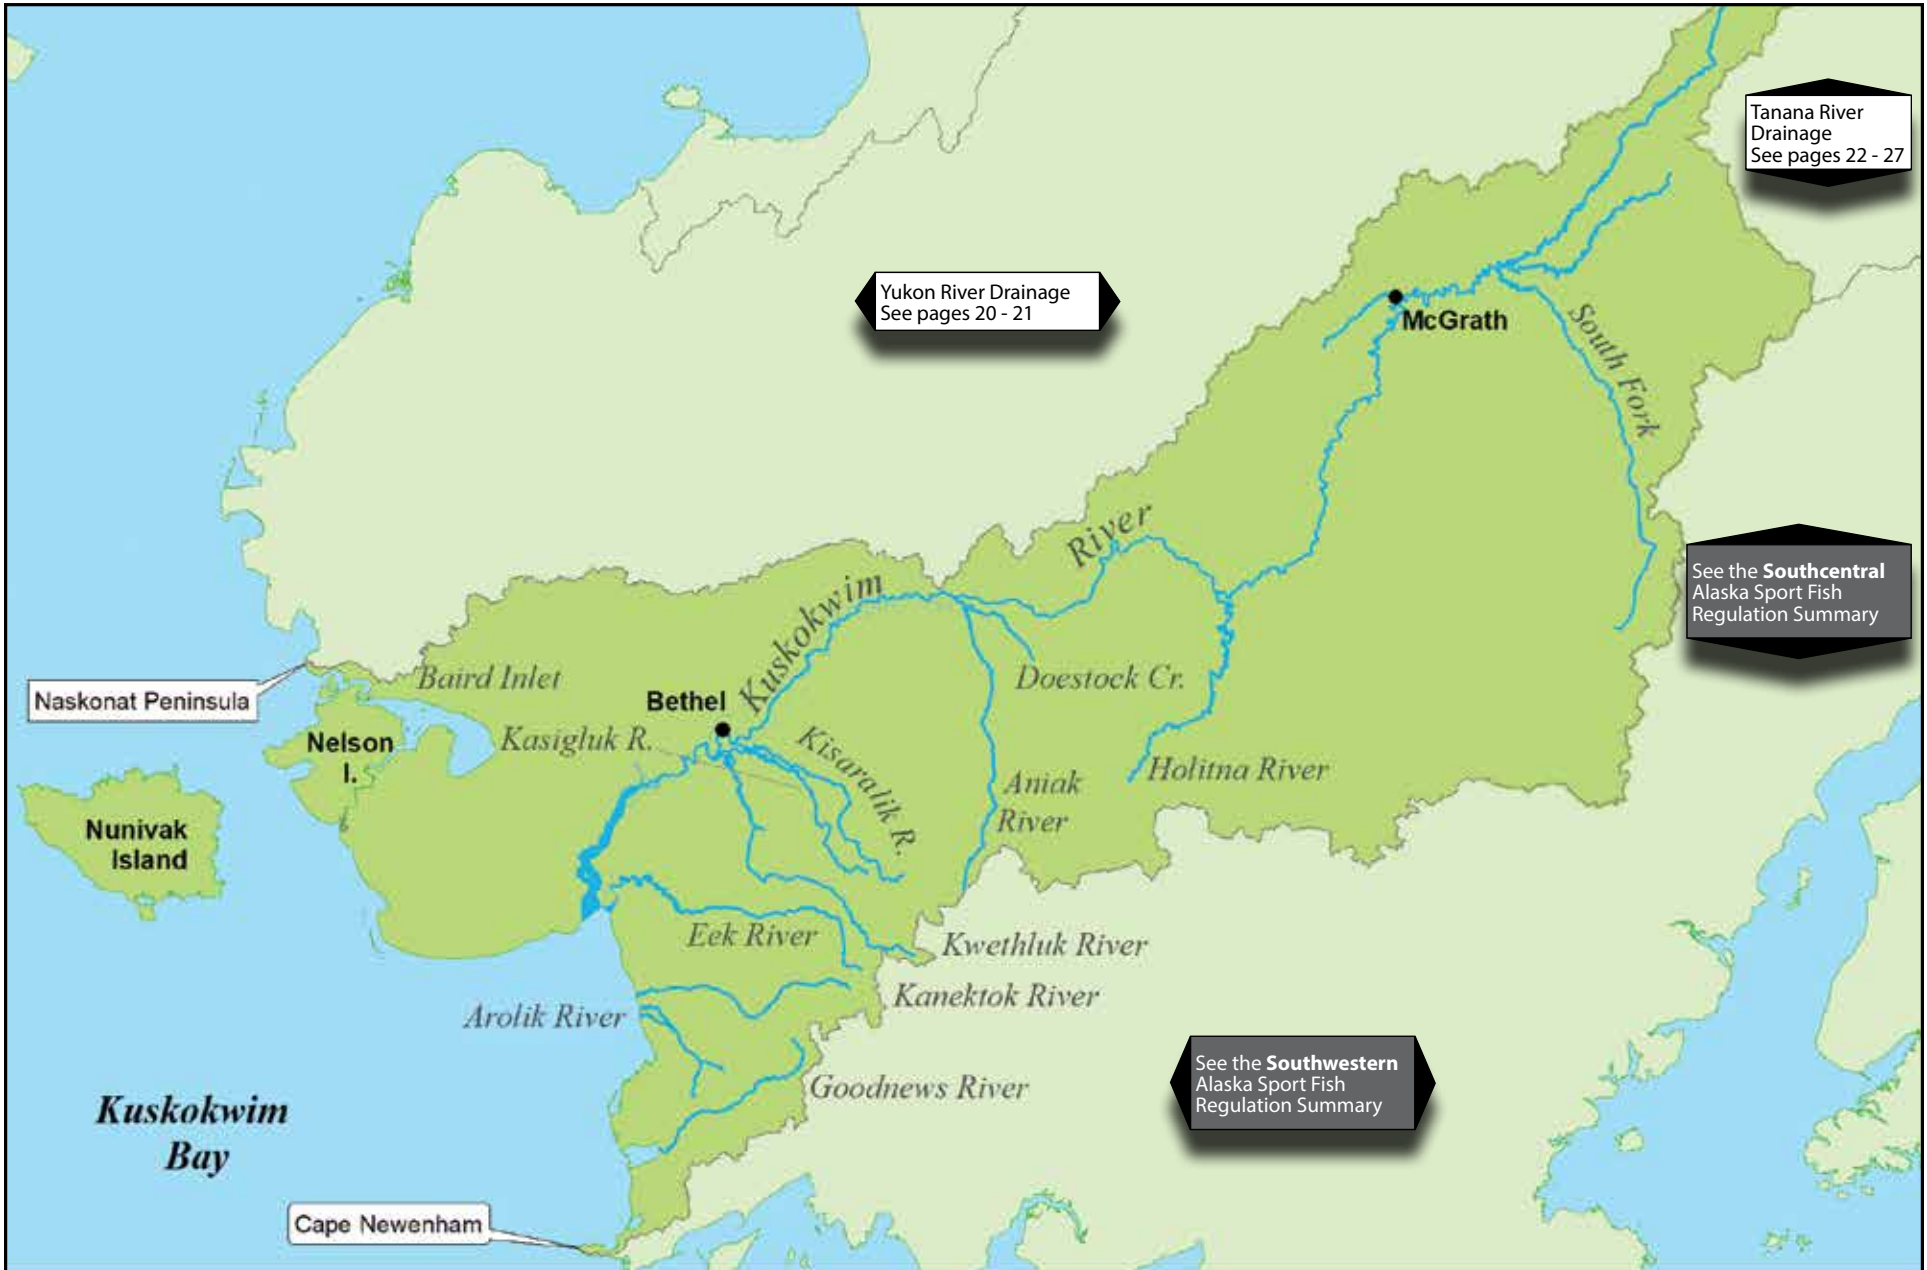 Tanana River
Drainage
See pages 22 - 27
Yukon River Drainage
See pages 20 - 21
McGrath
South Fork
River
See the Southcentral
Alaska Sport Fish
Regulation Summary
Kuskokwim
Baird Inlet
Doestock Cr.
Naskonat Peninsula
Bethel
Nelson
I.
Kasigluk R.
Kisaralik R.
Holitna River
Aniak
River
Nunivak
Island
Eek River
Kwethluk River
Kanektok River
Arolik River
Goodnews River
See the Southwestern
Alaska Sport Fish
Regulation Summary
Kuskokwim
Bay
Cape Newenham